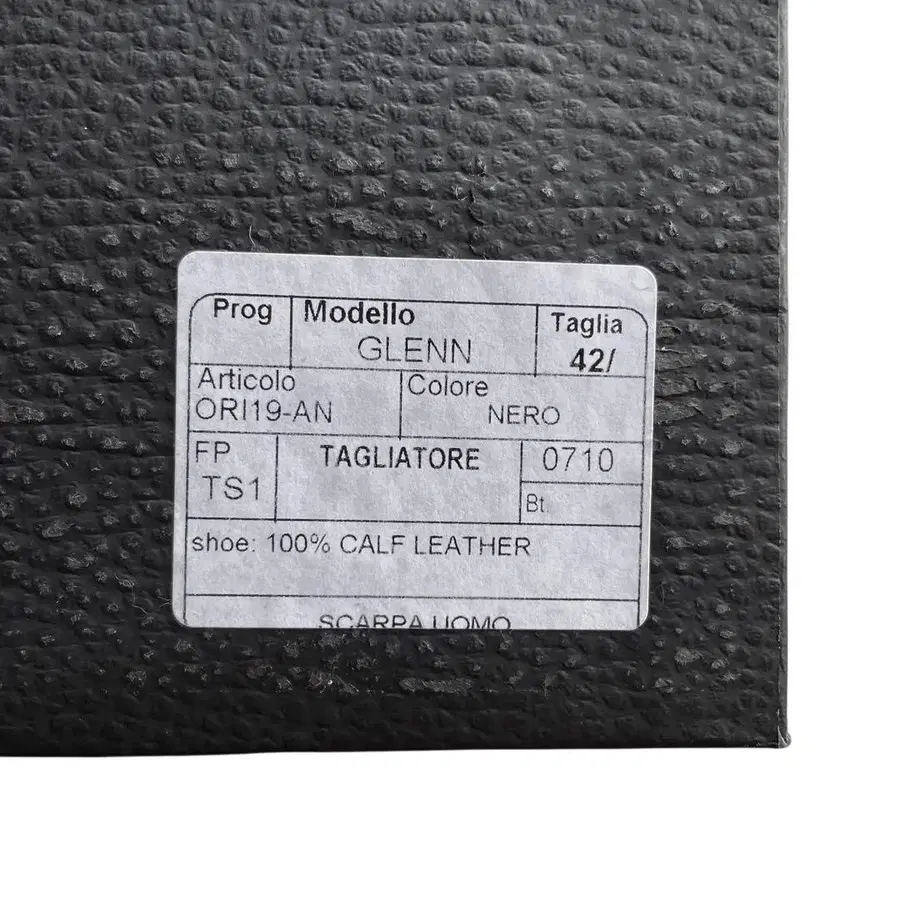 Prog Modello Taglia
GLENN 42/
Articolo Colore
ORI19-AN NERO
FP TAGLIATORE 0710
TS1 Bt.
shoe: 100% CALF LEATHER
SCARPA UOMO